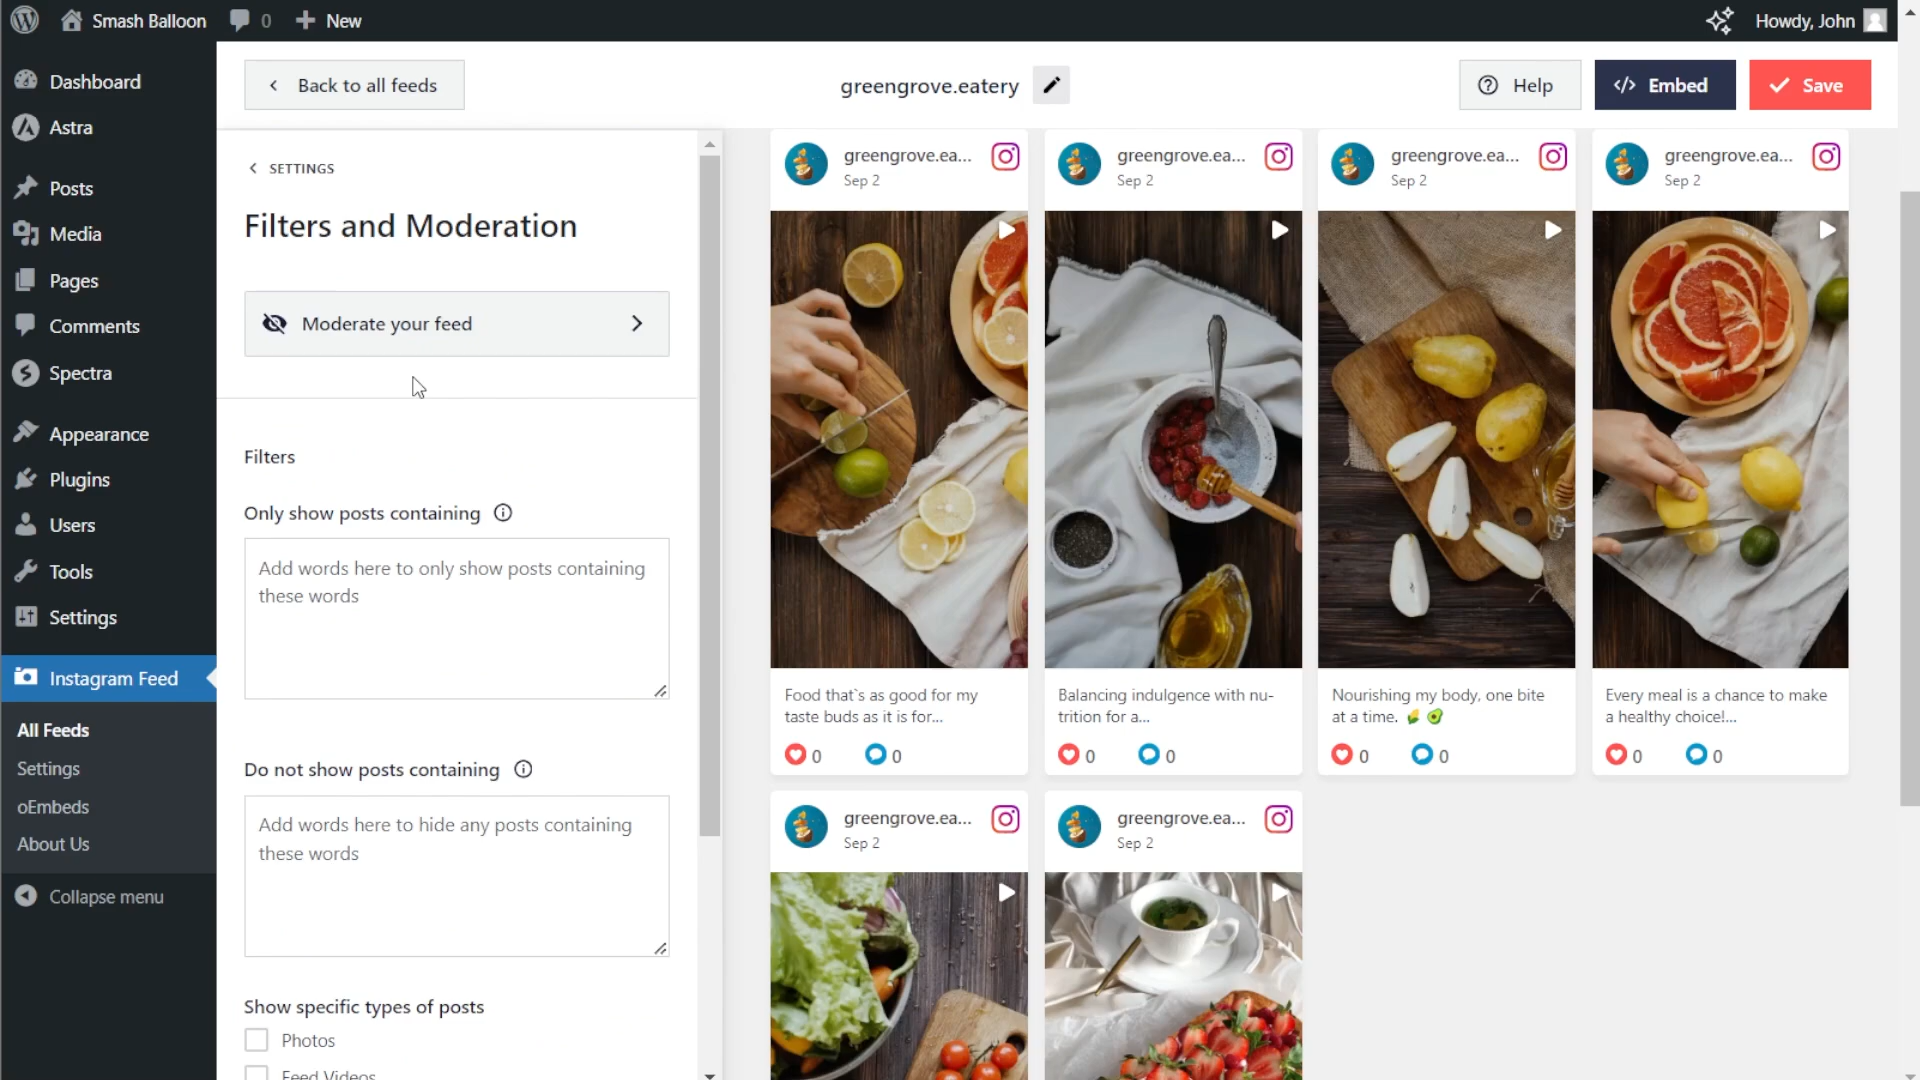 Smash Balloon
0
New
Howdy, John
Dashboard
Astra
Posts
Media
Pages
Comments
Spectra
Appearance
Plugins
Users
Tools
Settings
Instagram Feed
All Feeds
Settings
oEmbeds
About Us
Collapse menu
Back to all feeds
greengrove.eatery
Help
Embed
Save
SETTINGS
Filters and Moderation
Moderate your feed
Filters
Only show posts containing
Add words here to only show posts containing
these words
Do not show posts containing
Add words here to hide any posts containing
these words
Show specific types of posts
Photos
Feed Videos
greengrove.ea...
Sep 2
Food that`s as good for my
taste buds as it is for...
0
0
greengrove.ea...
Sep 2
Balancing indulgence with nu-
trition for a...
0
0
greengrove.ea...
Sep 2
Nourishing my body, one bite
at a time. 🌽 🥑
0
0
greengrove.ea...
Sep 2
Every meal is a chance to make
a healthy choice!...
0
0
greengrove.ea...
Sep 2
greengrove.ea...
Sep 2